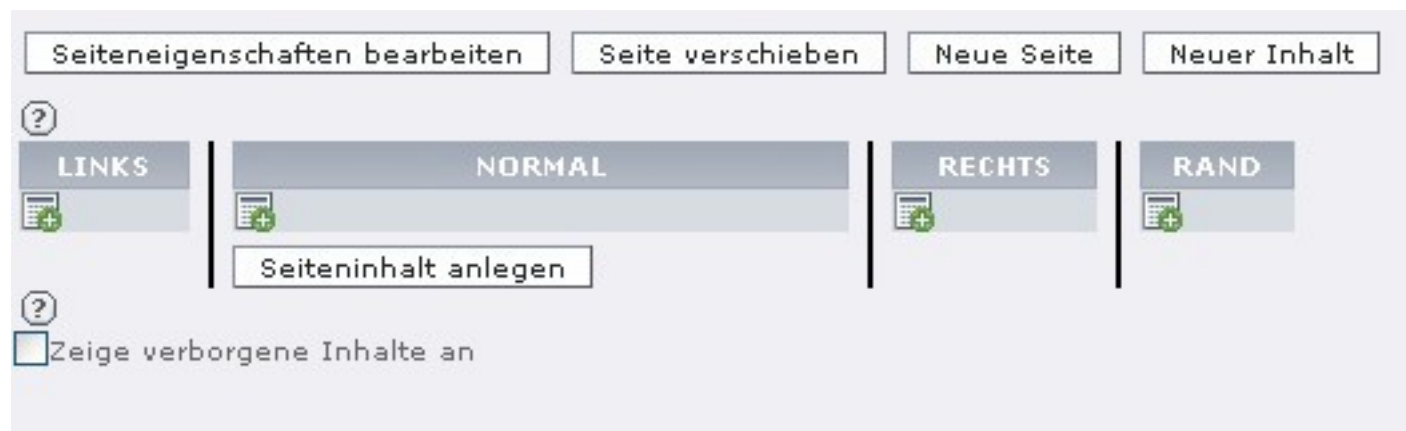 Seiteneigenschaften bearbeiten Seite verschieben Neue Seite Neuer Inhalt
?
LINKS NORMAL RECHTS RAND
Seiteninhalt anlegen
?
Zeige verborgene Inhalte an